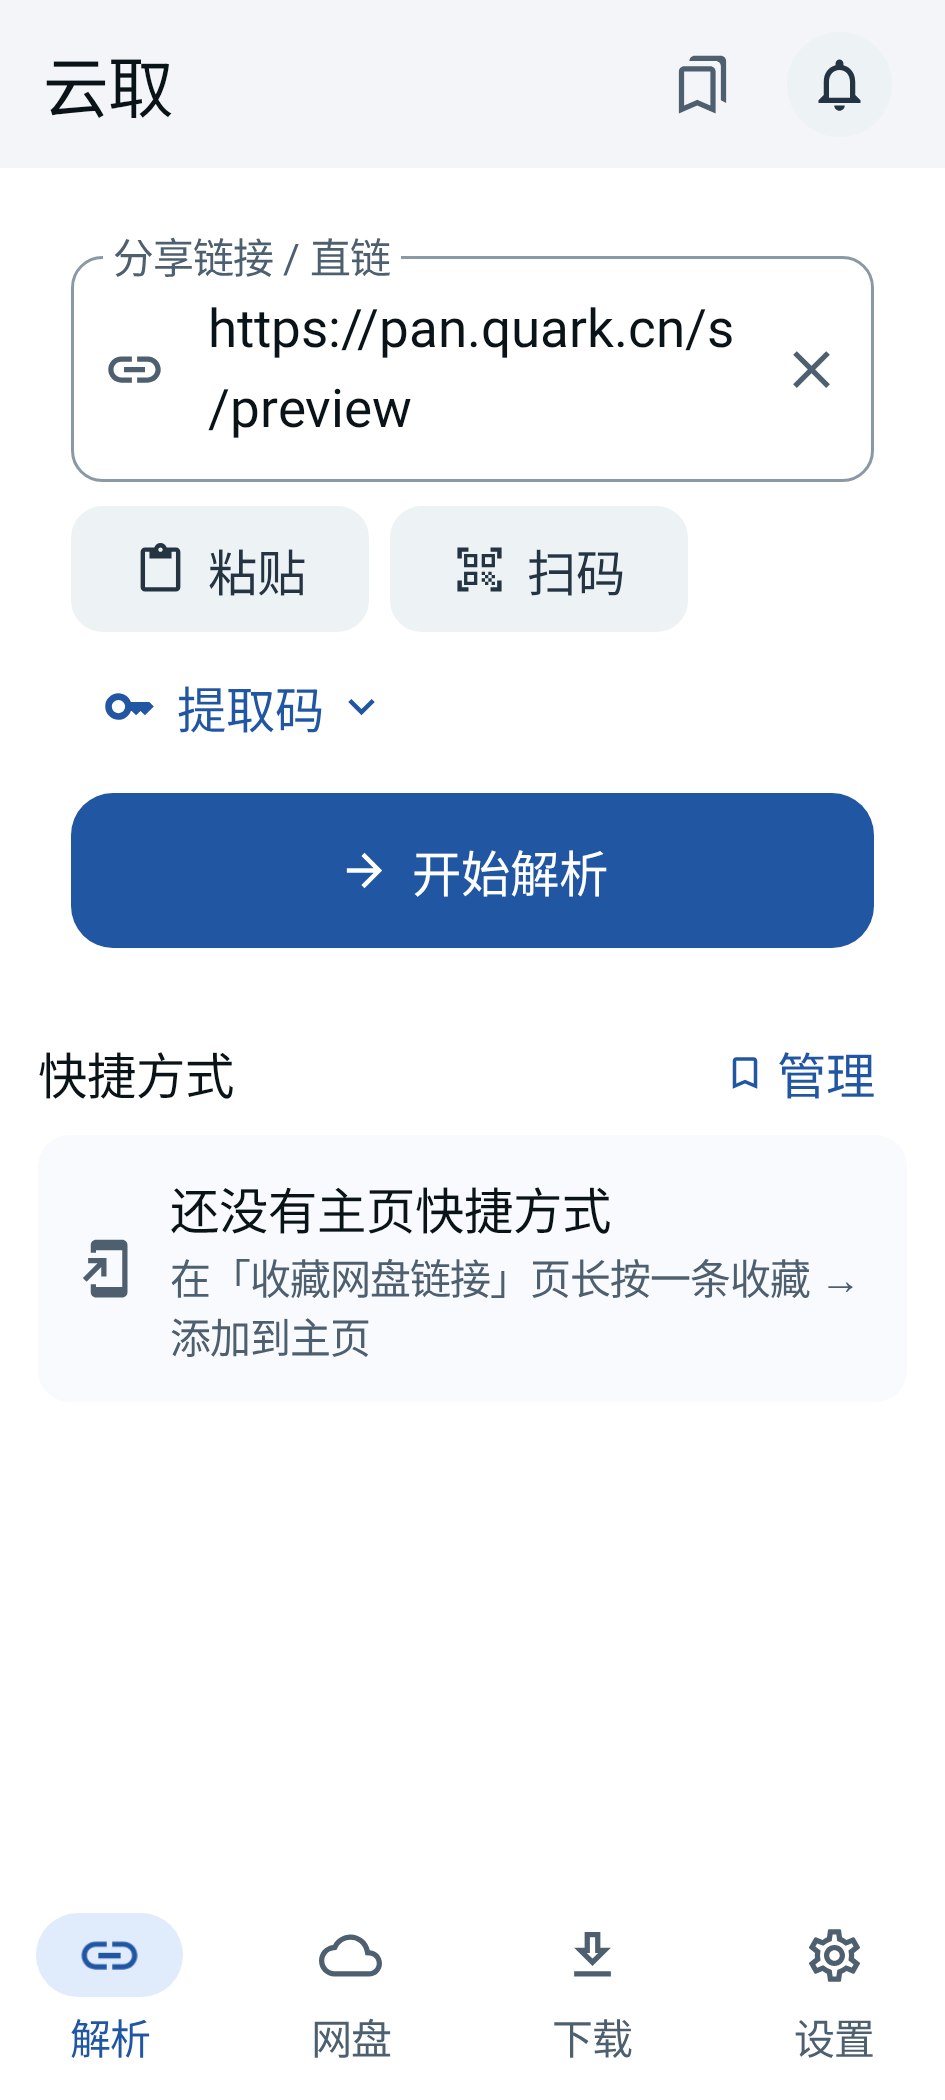 云取
分享链接 / 直链
https://pan.quark.cn/s
/preview
粘贴
扫码
提取码
开始解析
快捷方式
管理
还没有主页快捷方式
在「收藏网盘链接」页长按一条收藏 →
添加到主页
解析
网盘
下载
设置